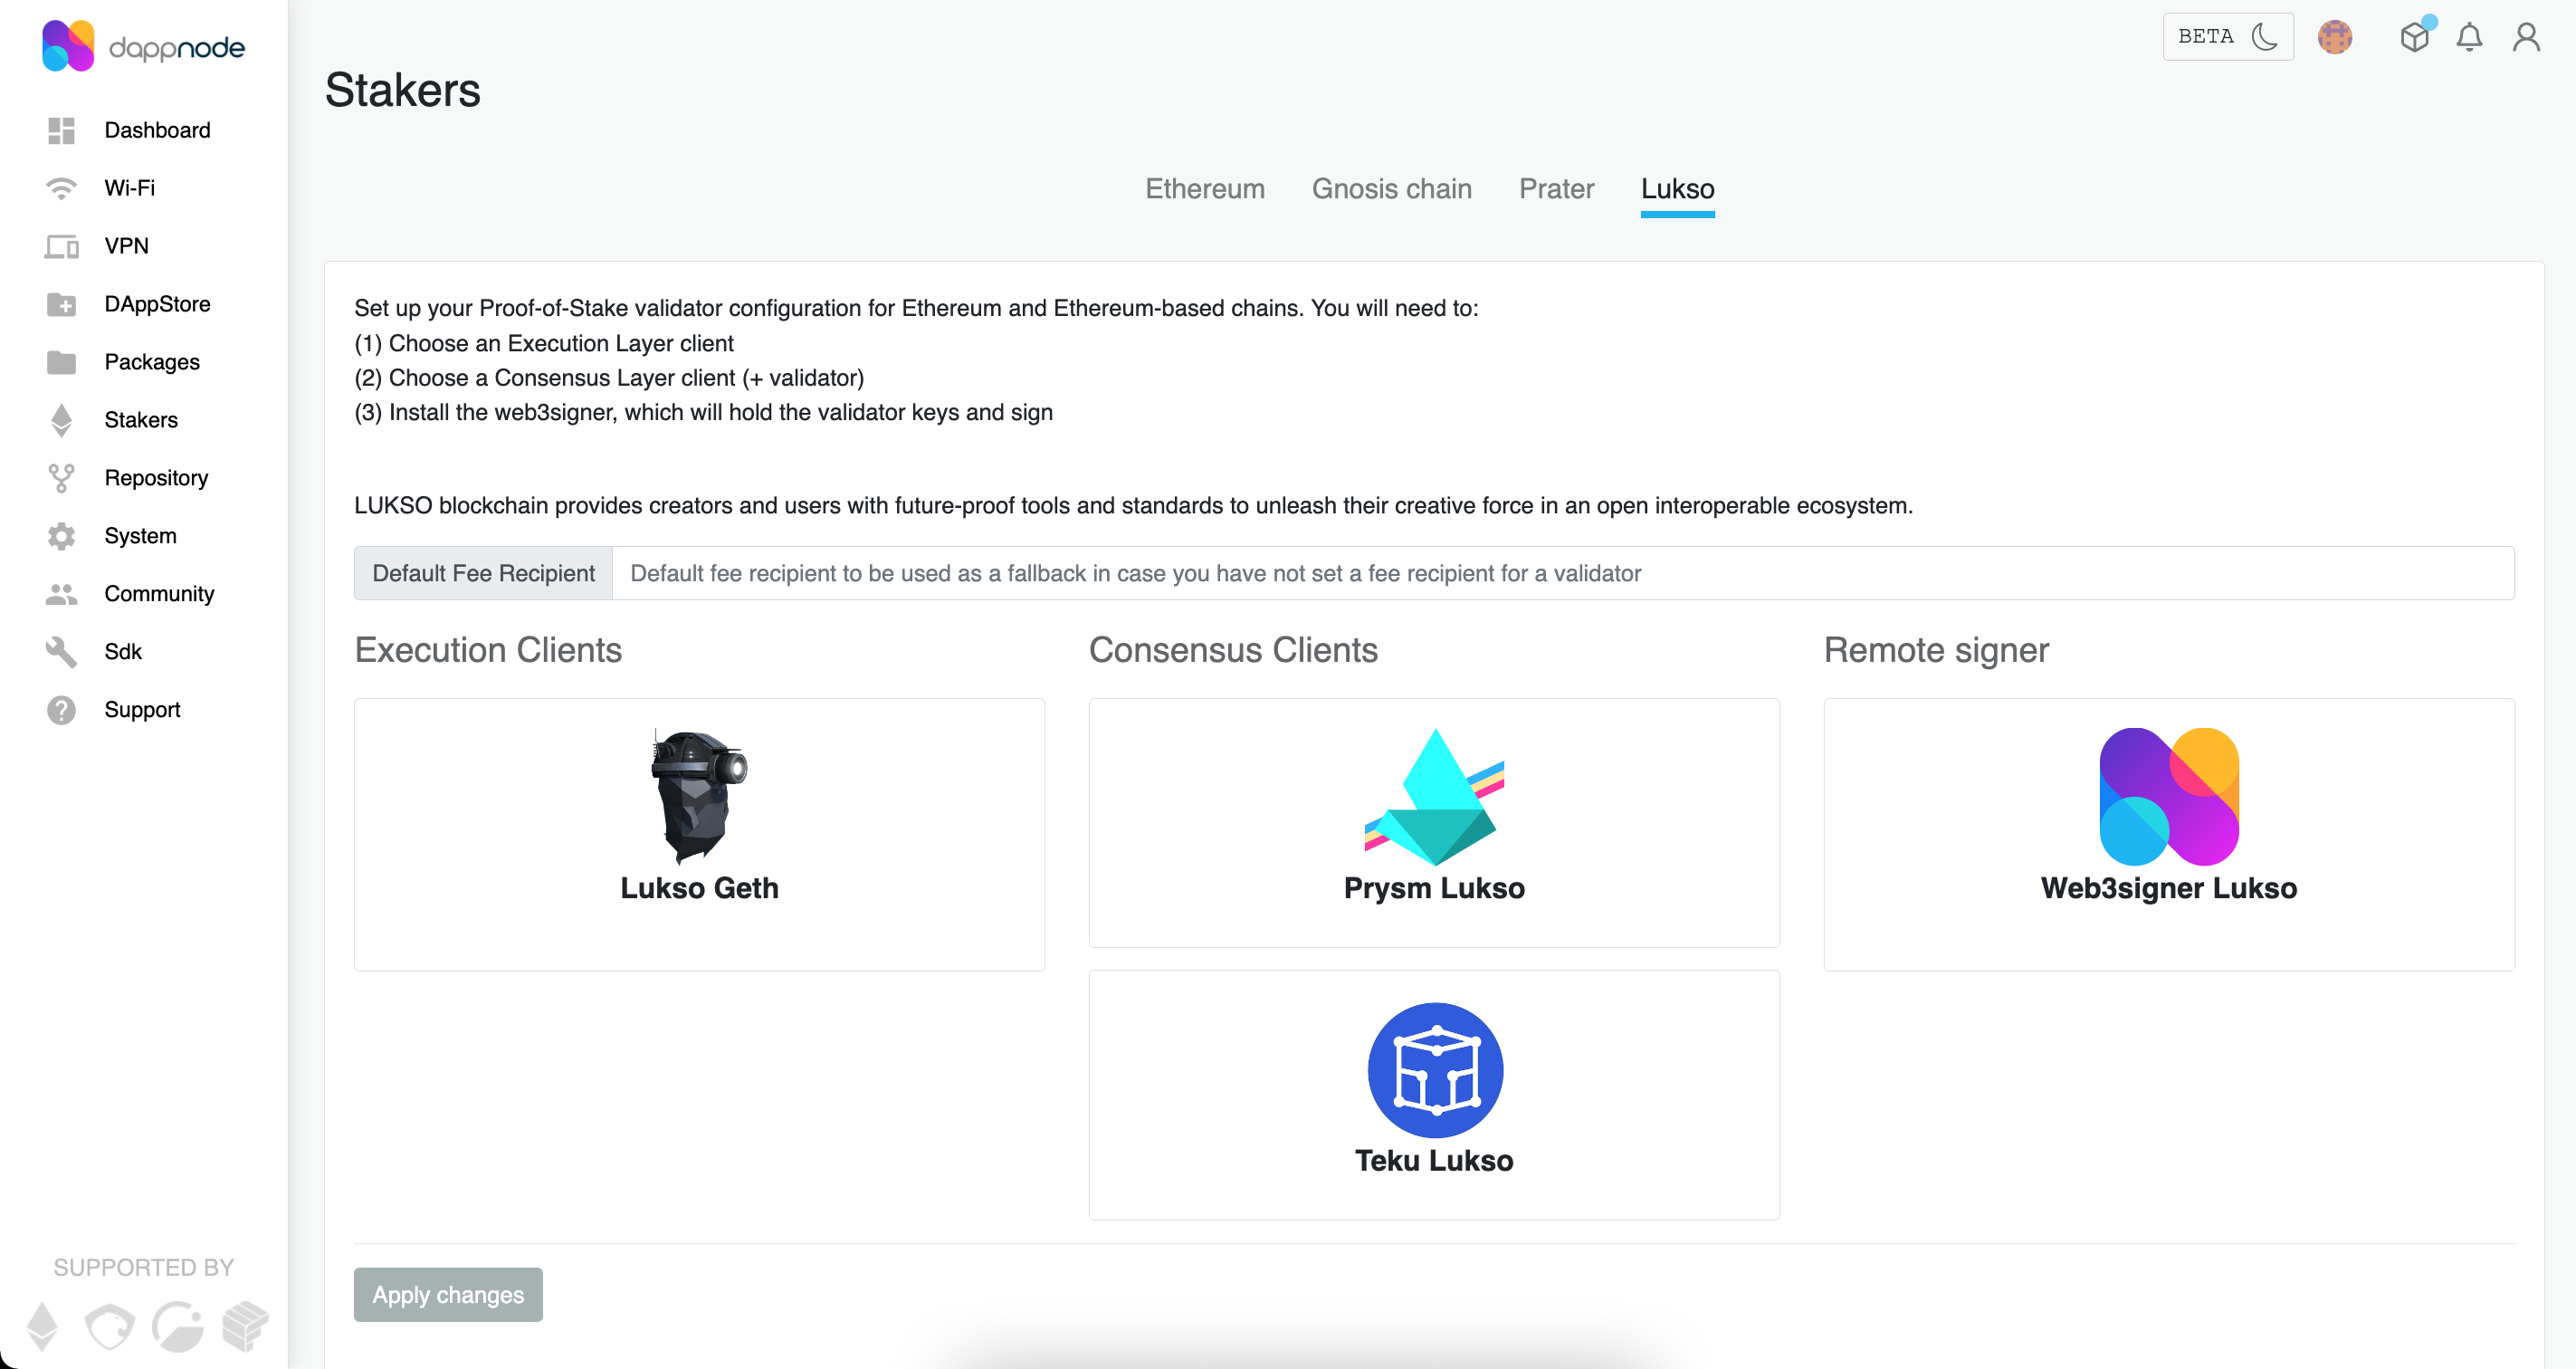 dappnode
Dashboard
Wi-Fi
VPN
DAppStore
Packages
Stakers
Repository
System
Community
Sdk
Support
SUPPORTED BY
BETA
Stakers
Ethereum
Gnosis chain
Prater
Lukso
Set up your Proof-of-Stake validator configuration for Ethereum and Ethereum-based chains. You will need to:
(1) Choose an Execution Layer client
(2) Choose a Consensus Layer client (+ validator)
(3) Install the web3signer, which will hold the validator keys and sign
LUKSO blockchain provides creators and users with future-proof tools and standards to unleash their creative force in an open interoperable ecosystem.
Default Fee Recipient
Default fee recipient to be used as a fallback in case you have not set a fee recipient for a validator
Execution Clients
Lukso Geth
Consensus Clients
Prysm Lukso
Teku Lukso
Remote signer
Web3signer Lukso
Apply changes